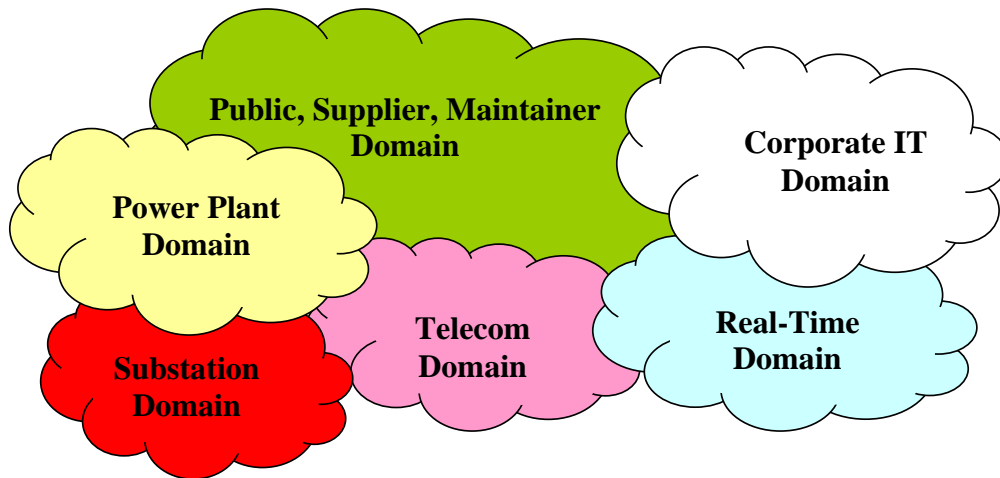 Public, Supplier, Maintainer
Domain
Corporate IT
Domain
Power Plant
Domain
Telecom
Domain
Real-Time
Domain
Substation
Domain